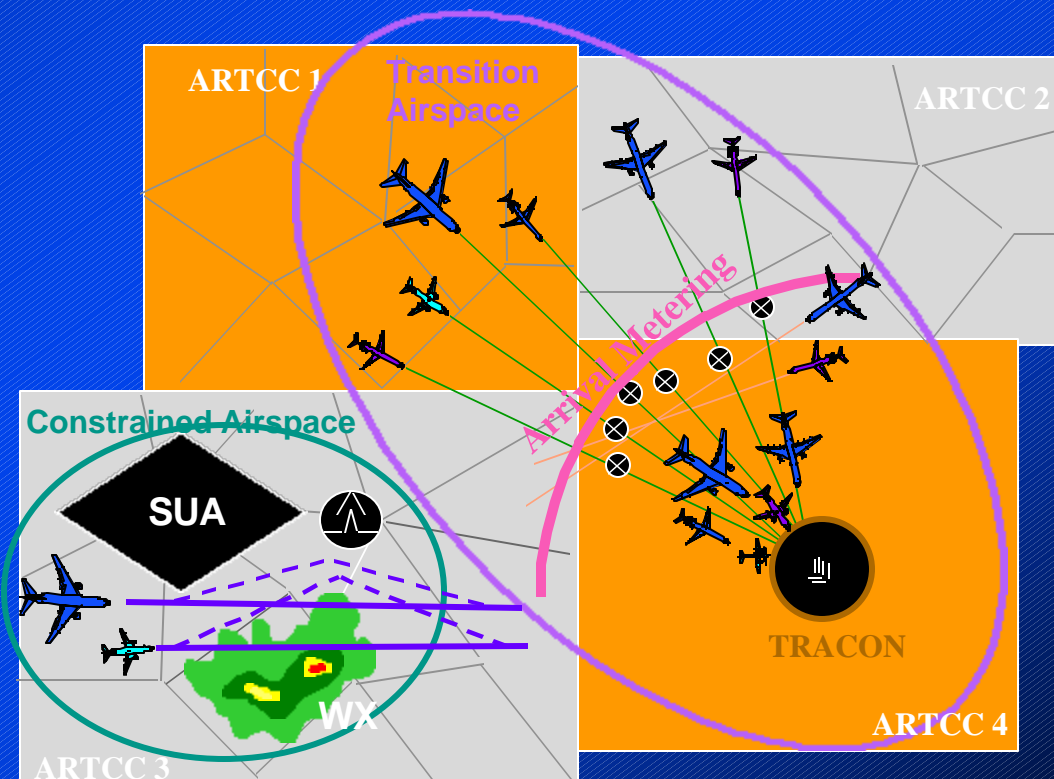 ARTCC 1
Transition
Airspace
ARTCC 2
Arrival Metering
Constrained Airspace
SUA
WX
TRACON
ARTCC 4
ARTCC 3